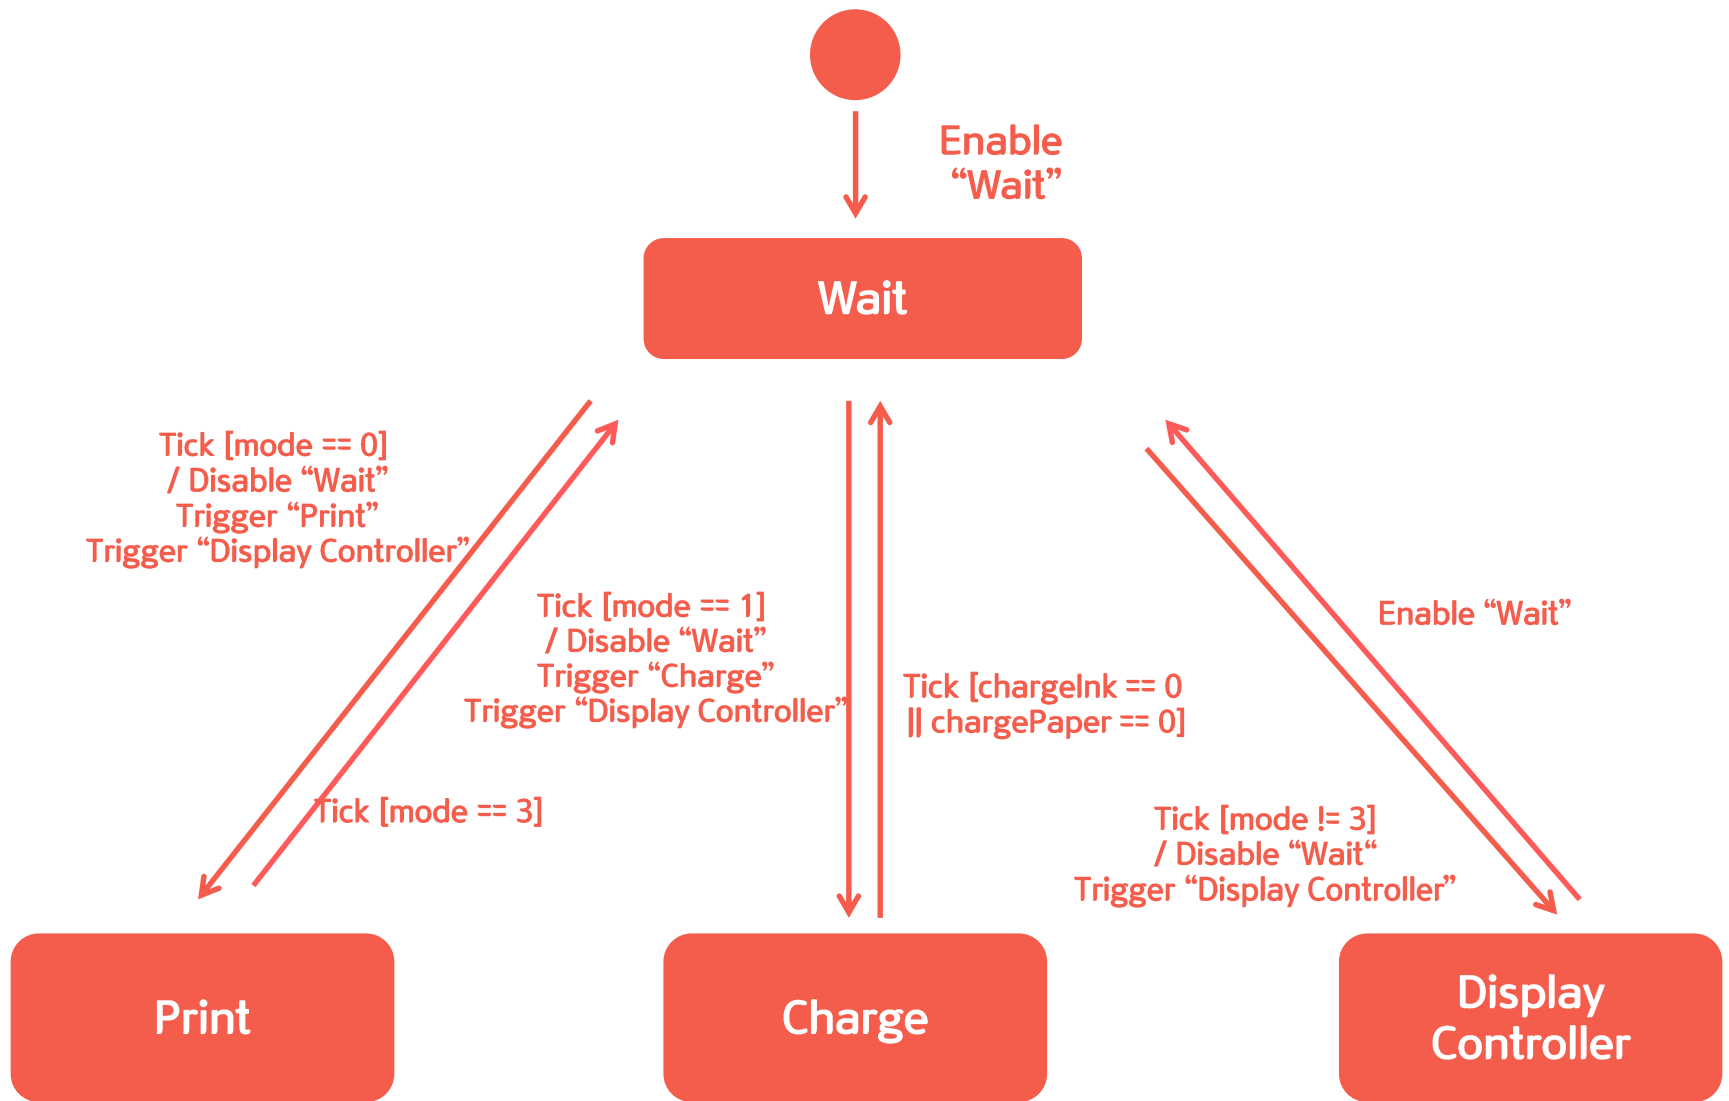 Enable
“Wait”
Wait
Tick [mode == 0]
/ Disable “Wait”
Trigger “Print”
Trigger “Display Controller”
Tick [mode == 1]
/ Disable “Wait”
Trigger “Charge”
Trigger “Display Controller”
Enable “Wait”
Tick [chargeInk == 0
|| chargePaper == 0]
Tick [mode == 3]
Tick [mode != 3]
/ Disable “Wait“
Trigger “Display Controller”
Print
Charge
Display
Controller